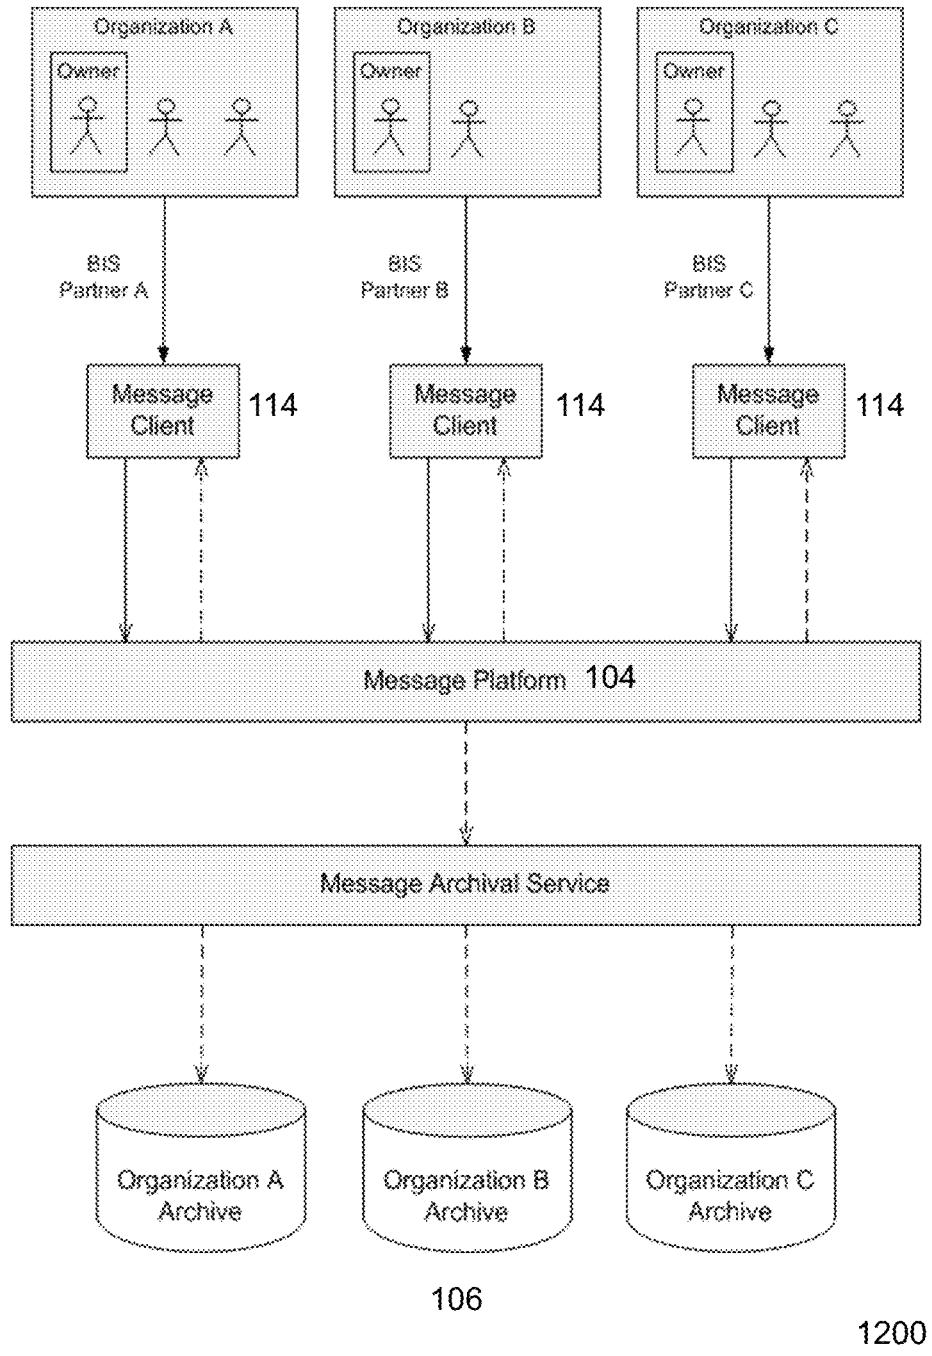 Organization A
Organization B
Organization C
Owner
Owner
Owner
BIS
Partner A
BIS
Partner B
BIS
Partner C
Message
Client
114
Message
Client
114
Message
Client
114
Message Platform 104
Message Archival Service
Organization A
Archive
Organization B
Archive
Organization C
Archive
106
1200